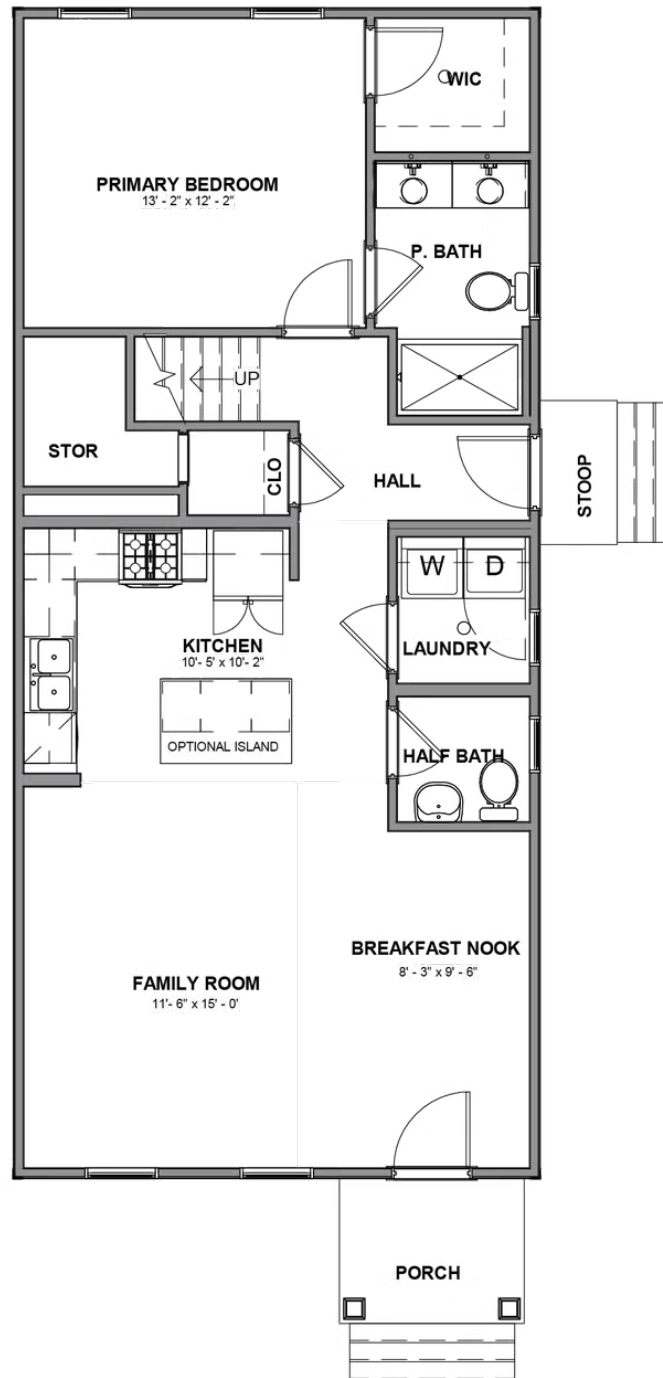 WIC
PRIMARY BEDROOM
13' - 2" x 12' - 2"
P. BATH
UP
STOR
CLO
HALL
STOOP
W D
KITCHEN
10'- 5' x 10'- 2"
LAUNDRY
OPTIONAL ISLAND
HALF BATH
BREAKFAST NOOK
8' - 3" x 9' - 6"
FAMILY ROOM
11'- 6" x 15' - 0'
PORCH